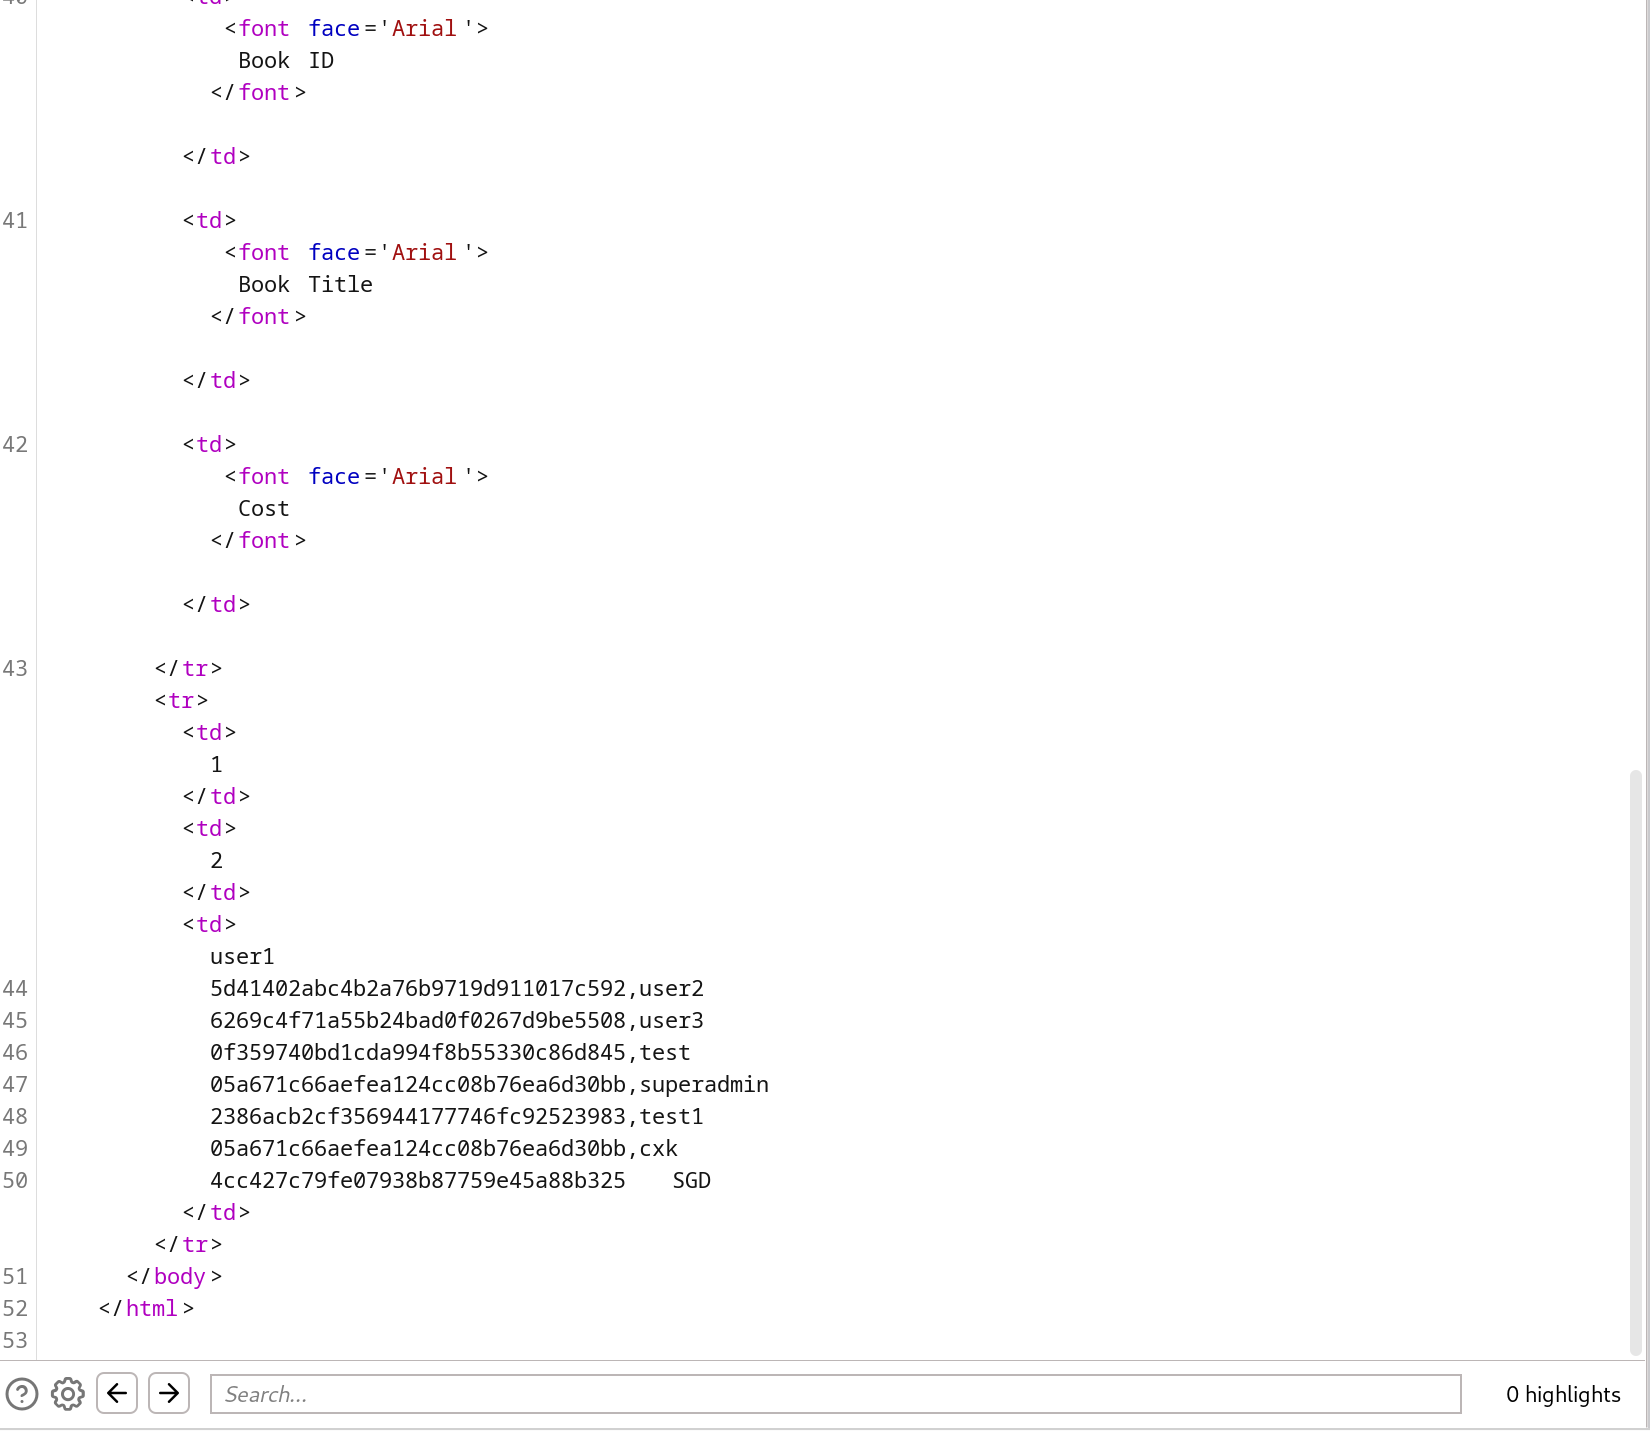 40 <td>
<font face='Arial'>
Book ID
</font>
</td>
41 <td>
<font face='Arial'>
Book Title
</font>
</td>
42 <td>
<font face='Arial'>
Cost
</font>
</td>
43 </tr>
<tr>
<td>
1
</td>
<td>
2
</td>
<td>
user1
44 5d41402abc4b2a76b9719d911017c592,user2
45 6269c4f71a55b24bad0f0267d9be5508,user3
46 0f359740bd1cda994f8b55330c86d845,test
47 05a671c66aefea124cc08b76ea6d30bb,superadmin
48 2386acb2cf356944177746fc92523983,test1
49 05a671c66aefea124cc08b76ea6d30bb,cxk
50 4cc427c79fe07938b87759e45a88b325 SGD
</td>
</tr>
51 </body>
52 </html>
53
Search...
0 highlights